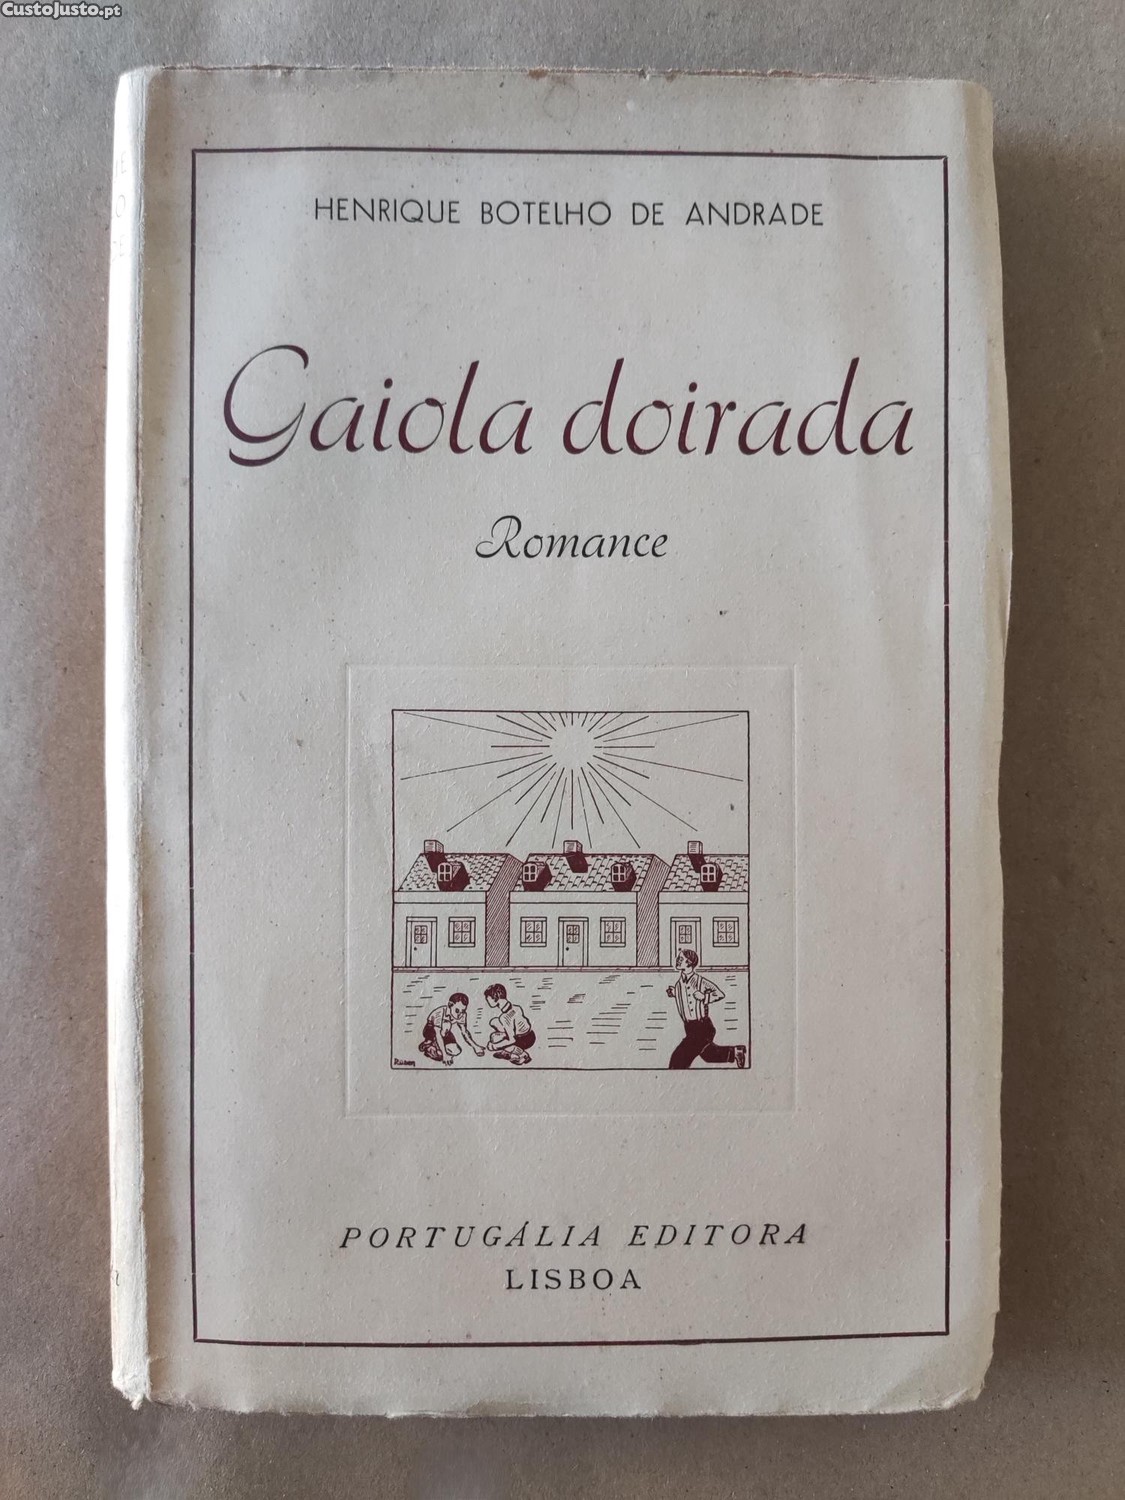 CustoJusto.pt
HENRIQUE BOTELHO DE ANDRADE
Gaiola doirada
Romance
PORTUGÁLIA EDITORA
LISBOA